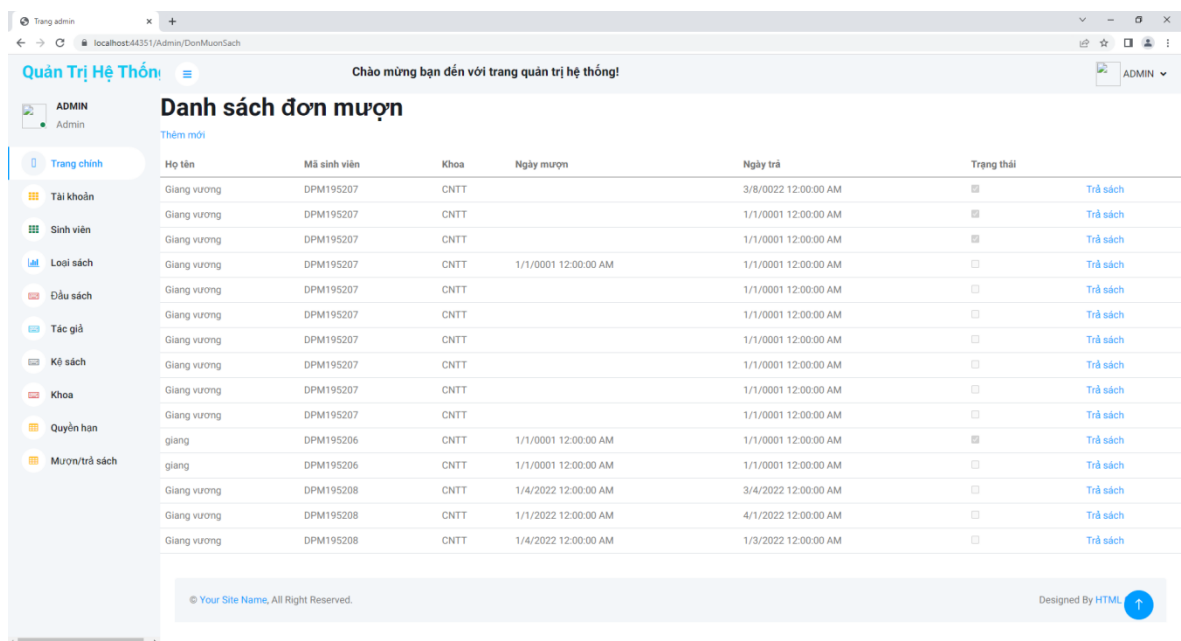 Trang admin
localhost:44351/Admin/DonMuonSach
Quản Trị Hệ Thống
Chào mừng bạn đến với trang quản trị hệ thống!
ADMIN
ADMIN
Admin
Trang chính
Tài khoản
Sinh viên
Loại sách
Đầu sách
Tác giả
Kệ sách
Khoa
Quyền hạn
Mượn/trả sách
Danh sách đơn mượn
Thêm mới
Họ tên Mã sinh viên Khoa Ngày mượn Ngày trả Trạng thái
Giang vương DPM195207 CNTT 3/8/0022 12:00:00 AM Trả sách
Giang vương DPM195207 CNTT 1/1/0001 12:00:00 AM Trả sách
Giang vương DPM195207 CNTT 1/1/0001 12:00:00 AM Trả sách
Giang vương DPM195207 CNTT 1/1/0001 12:00:00 AM 1/1/0001 12:00:00 AM Trả sách
Giang vương DPM195207 CNTT 1/1/0001 12:00:00 AM Trả sách
Giang vương DPM195207 CNTT 1/1/0001 12:00:00 AM Trả sách
Giang vương DPM195207 CNTT 1/1/0001 12:00:00 AM Trả sách
Giang vương DPM195207 CNTT 1/1/0001 12:00:00 AM Trả sách
Giang vương DPM195207 CNTT 1/1/0001 12:00:00 AM Trả sách
Giang vương DPM195207 CNTT 1/1/0001 12:00:00 AM Trả sách
giang DPM195206 CNTT 1/1/0001 12:00:00 AM 1/1/0001 12:00:00 AM Trả sách
giang DPM195206 CNTT 1/1/0001 12:00:00 AM 1/1/0001 12:00:00 AM Trả sách
Giang vương DPM195208 CNTT 1/4/2022 12:00:00 AM 3/4/2022 12:00:00 AM Trả sách
Giang vương DPM195208 CNTT 1/1/2022 12:00:00 AM 4/1/2022 12:00:00 AM Trả sách
Giang vương DPM195208 CNTT 1/4/2022 12:00:00 AM 1/3/2022 12:00:00 AM Trả sách
© Your Site Name, All Right Reserved.
Designed By HTML